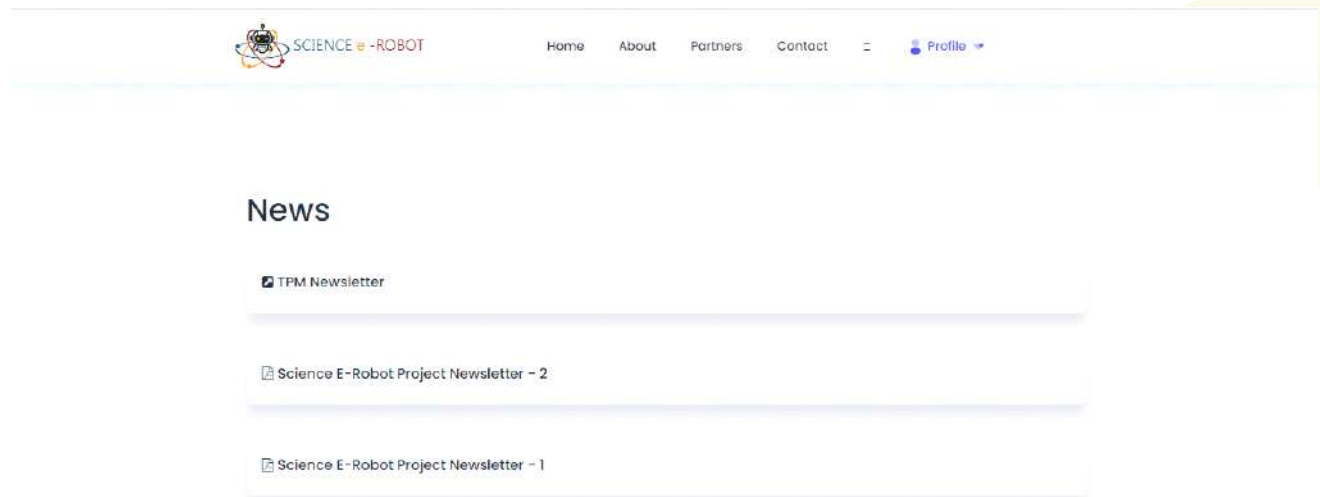 SCIENCE e -ROBOT
Home About Partners Contact Profile
News
TPM Newsletter
Science E-Robot Project Newsletter - 2
Science E-Robot Project Newsletter - 1